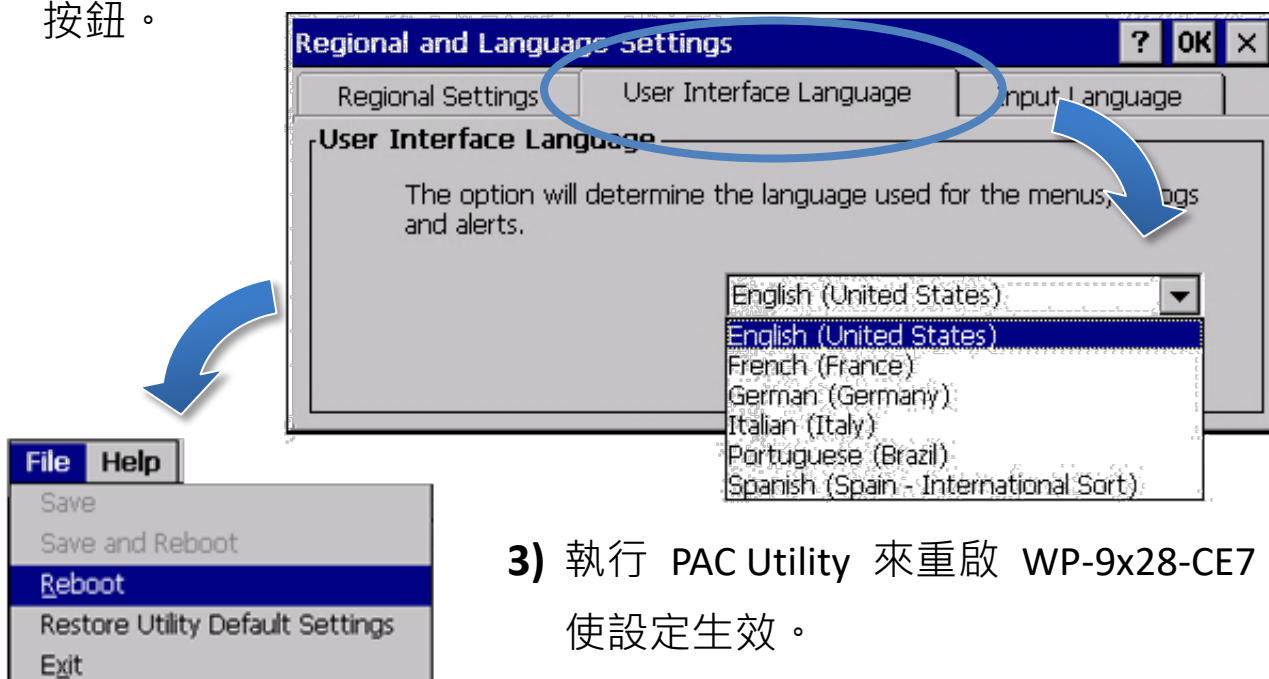 按鈕。
Regional and Language Settings ? OK ×
Regional Settings User Interface Language Input Language
User Interface Language
The option will determine the language used for the menus,
and alerts.
English (United States)
English (United States)
French (France)
German (Germany)
Italian (Italy)
Portuguese (Brazil)
Spanish (Spain - International Sort)
File Help
Save
Save and Reboot
Reboot
Restore Utility Default Settings
Exit
3) 執行 PAC Utility 來重啟 WP-9x28-CE7
使設定生效。